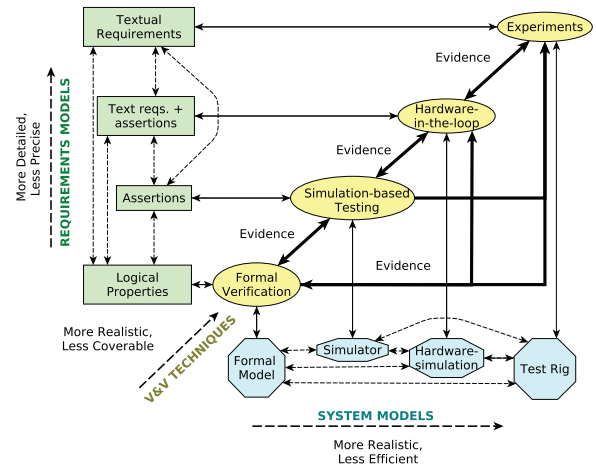 Textual
Requirements
Experiments
Evidence
Text reqs. +
assertions
Hardware-
in-the-loop
More Detailed,
Less Precise
REQUIREMENTS MODELS
Evidence
Assertions
Simulation-based
Testing
Evidence
Evidence
Logical
Properties
Formal
Verification
More Realistic,
Less Coverable
V&V TECHNIQUES
Formal
Model
Simulator
Hardware-
simulation
Test Rig
SYSTEM MODELS
More Realistic,
Less Efficient